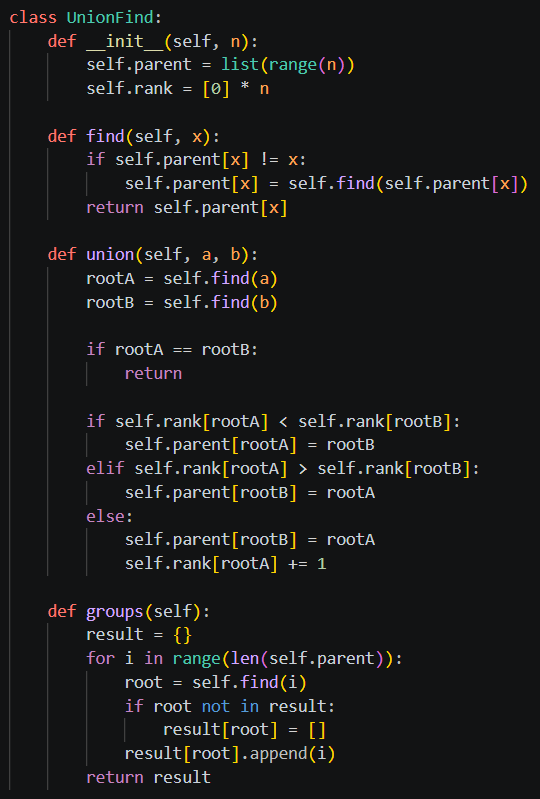 class UnionFind:
    def __init__(self, n):
        self.parent = list(range(n))
        self.rank = [0] * n

    def find(self, x):
        if self.parent[x] != x:
            self.parent[x] = self.find(self.parent[x])
        return self.parent[x]

    def union(self, a, b):
        rootA = self.find(a)
        rootB = self.find(b)

        if rootA == rootB:
            return

        if self.rank[rootA] < self.rank[rootB]:
            self.parent[rootA] = rootB
        elif self.rank[rootA] > self.rank[rootB]:
            self.parent[rootB] = rootA
        else:
            self.parent[rootB] = rootA
            self.rank[rootA] += 1

    def groups(self):
        result = {}
        for i in range(len(self.parent)):
            root = self.find(i)
            if root not in result:
                result[root] = []
            result[root].append(i)
        return result